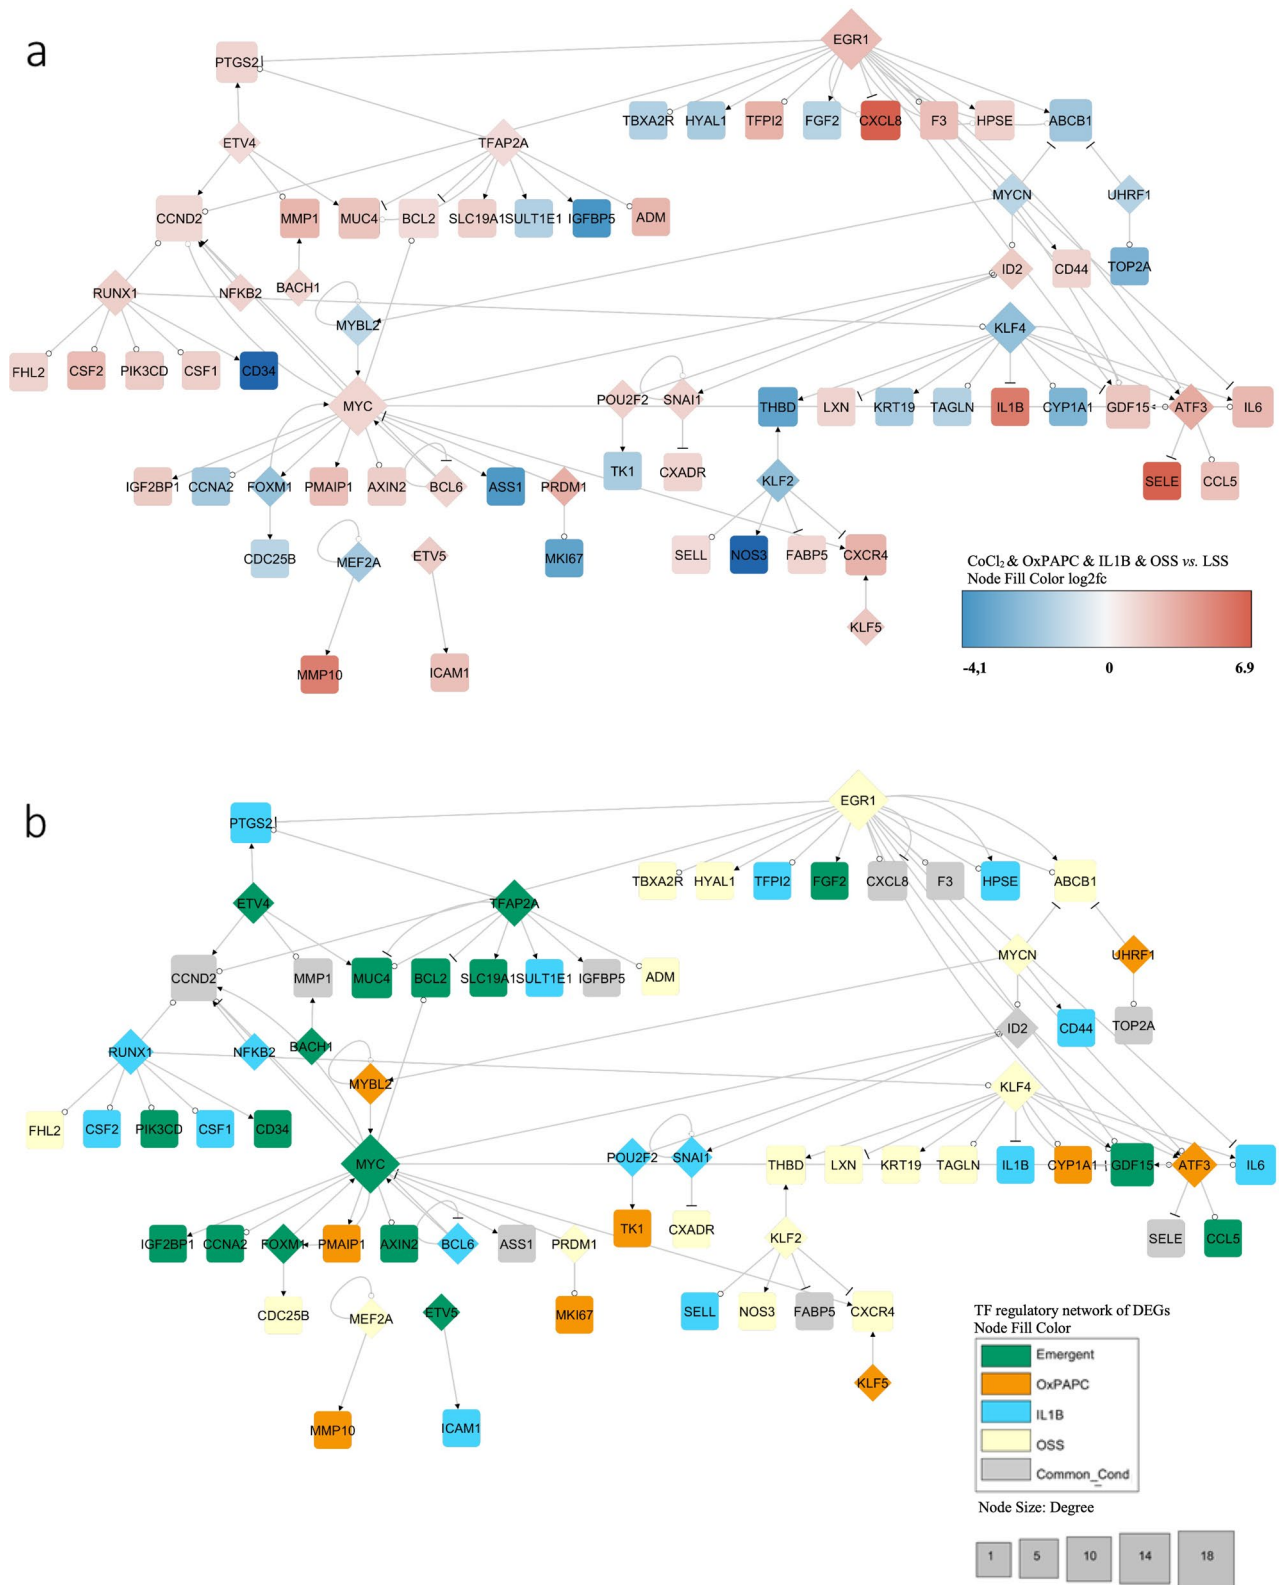 a
EGR1
PTGS2
TBXA2R HYAL1 TFPI2 FGF2 CXCL8 F3 HPSE ABCB1
ETV4 TFAP2A
MYCN UHRF1
CCND2 MMP1 MUC4 BCL2 SLC19A1 SULT1E1 IGFBP5 ADM
ID2 CD44 TOP2A
RUNX1 NFKB2 BACH1
MYBL2 KLF4
FHL2 CSF2 PIK3CD CSF1 CD34
MYC POU2F2 SNAI1 THBD LXN KRT19 TAGLN IL1B CYP1A1 GDF15 ATF3 IL6
TK1 CXADR
IGF2BP1 CCNA2 FOXM1 PMAIP1 AXIN2 BCL6 ASS1 PRDM1 KLF2 SELE CCL5
CDC25B MEF2A ETV5 MKI67 SELL NOS3 FABP5 CXCR4
CoCl₂ & OxPAPC & IL1B & OSS vs. LSS
Node Fill Color log2fc
KLF5
MMP10 ICAM1
-4,1 0 6.9
b
EGR1
PTGS2
TBXA2R HYAL1 TFPI2 FGF2 CXCL8 F3 HPSE ABCB1
ETV4 TFAP2A
MYCN UHRF1
CCND2 MMP1 MUC4 BCL2 SLC19A1 SULT1E1 IGFBP5 ADM
ID2 CD44 TOP2A
RUNX1 NFKB2 BACH1
MYBL2 KLF4
FHL2 CSF2 PIK3CD CSF1 CD34
MYC POU2F2 SNAI1 THBD LXN KRT19 TAGLN IL1B CYP1A1 GDF15 ATF3 IL6
TK1 CXADR
IGF2BP1 CCNA2 FOXM1 PMAIP1 AXIN2 BCL6 ASS1 PRDM1 KLF2 SELE CCL5
CDC25B MEF2A ETV5 MKI67 SELL NOS3 FABP5 CXCR4
TF regulatory network of DEGs
Node Fill Color
Emergent
OxPAPC
KLF5
IL1B
MMP10 ICAM1
OSS
Common_Cond
Node Size: Degree
1 5 10 14 18